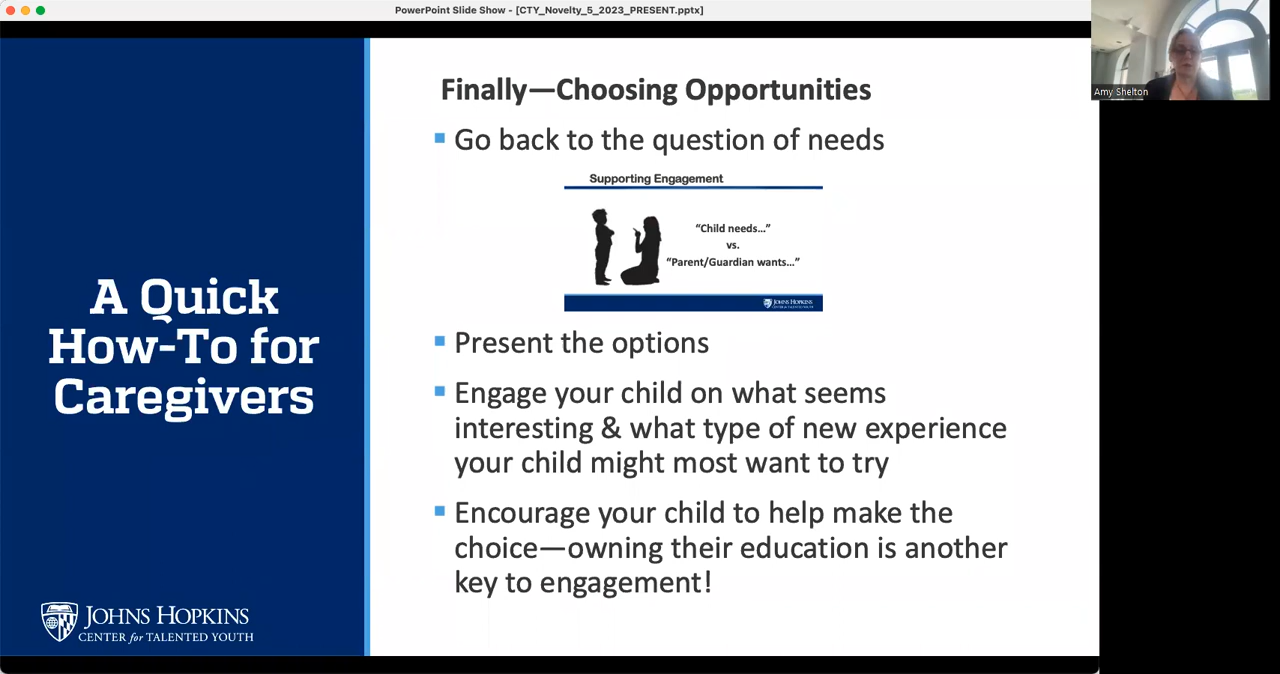 PowerPoint Slide Show - [CTY_Novelty_5_2023_PRESENT.pptx]
Amy Shelton
A Quick
How-To for
Caregivers
JOHNS HOPKINS
CENTER for TALENTED YOUTH
Finally—Choosing Opportunities
Go back to the question of needs
Supporting Engagement
“Child needs…”
vs.
“Parent/Guardian wants…”
JOHNS HOPKINS
CENTER for TALENTED YOUTH
Present the options
Engage your child on what seems
interesting & what type of new experience
your child might most want to try
Encourage your child to help make the
choice—owning their education is another
key to engagement!